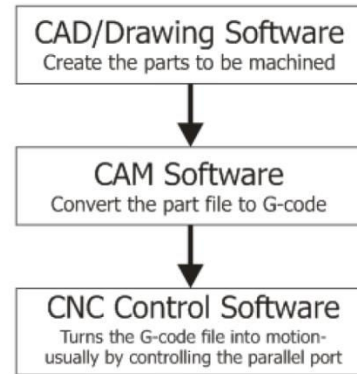 CAD/Drawing Software
Create the parts to be machined
CAM Software
Convert the part file to G-code
CNC Control Software
Turns the G-code file into motion-
usually by controlling the parallel port